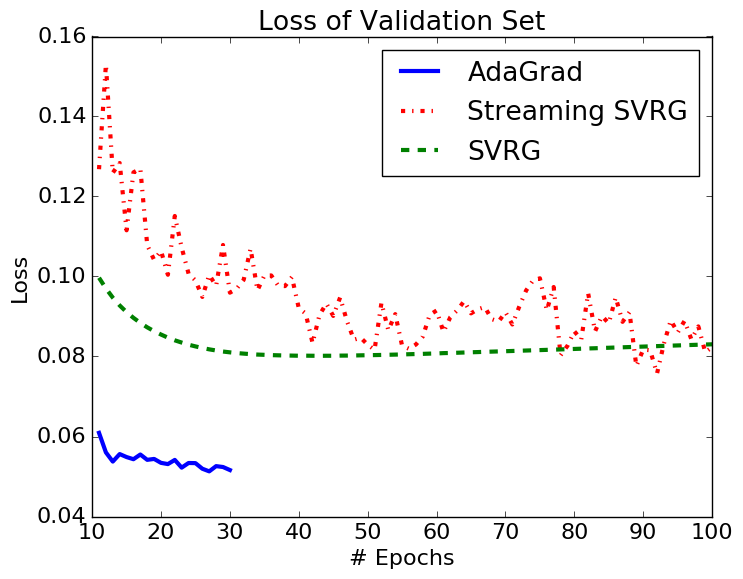 Loss of Validation Set
0.16
0.14
0.12
0.10
0.08
0.06
0.04
Loss
AdaGrad
Streaming SVRG
SVRG
10 20 30 40 50 60 70 80 90 100
# Epochs